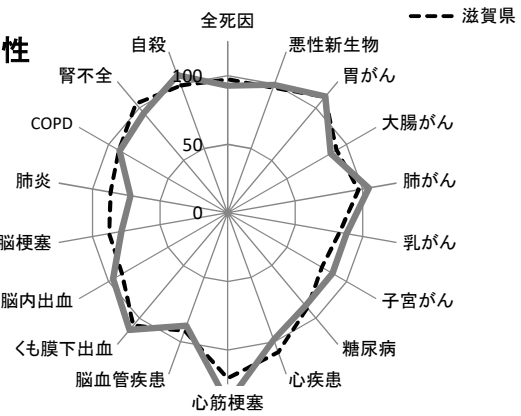 全死因
滋賀県
性
自殺
悪性新生物
腎不全
100
胃がん
COPD
50
大腸がん
肺炎
肺がん
0
脳梗塞
乳がん
脳内出血
子宮がん
くも膜下出血
糖尿病
脳血管疾患
心疾患
心筋梗塞